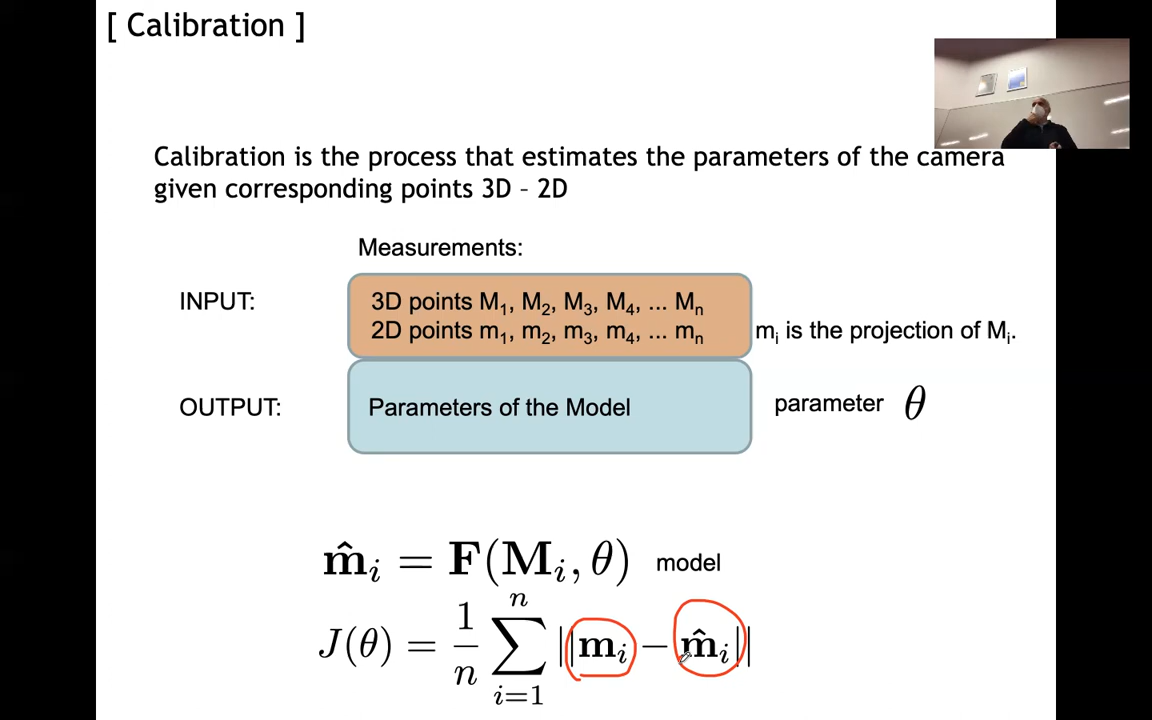 [ Calibration ]
Calibration is the process that estimates the parameters of the camera
given corresponding points 3D - 2D
Measurements:
INPUT:
3D points M₁, M₂, M₃, M₄, ... Mₙ
2D points m₁, m₂, m₃, m₄, ... mₙ
mᵢ is the projection of Mᵢ.
OUTPUT:
Parameters of the Model
parameter θ
m̂ᵢ = F(Mᵢ, θ) model
J(θ) = 1/n ∑ᵢ₌₁ⁿ ||mᵢ − m̂ᵢ||